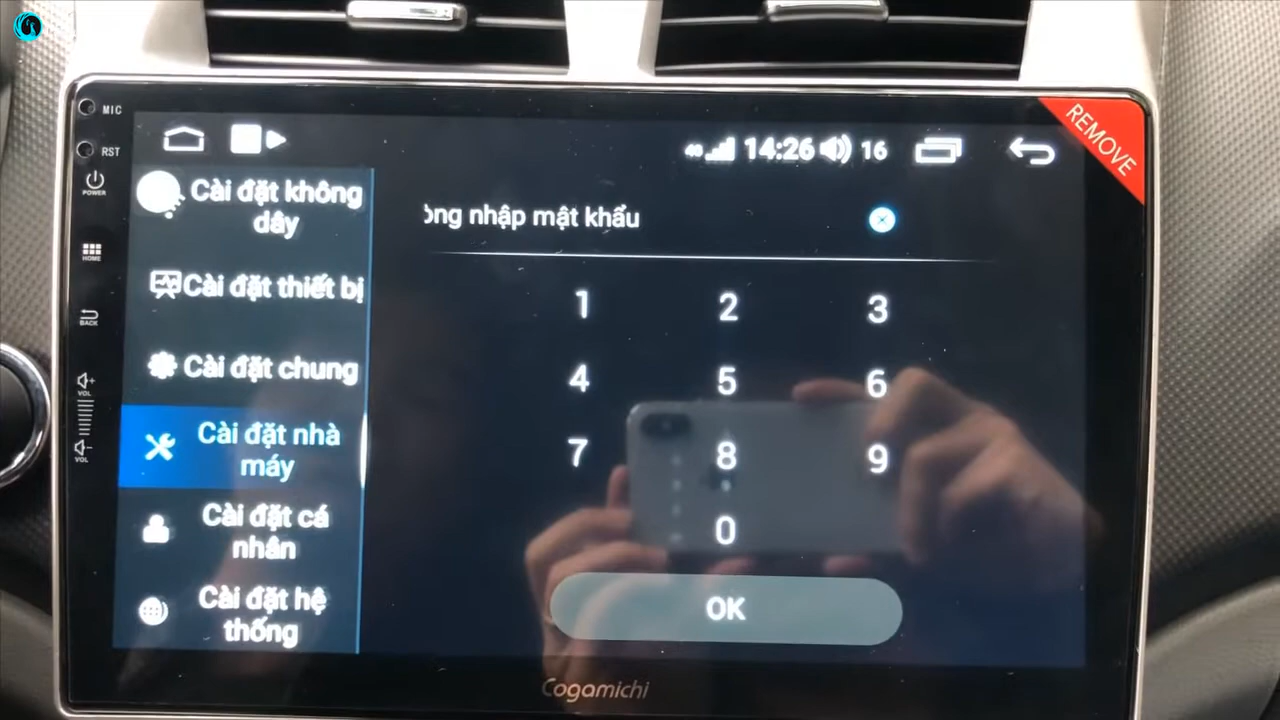 MIC
RST
POWER
HOME
BACK
VOL
VOL
REMOVE
4G 14:26 16
Cài đặt không
dây
Cài đặt thiết bị
Cài đặt chung
Cài đặt nhà
máy
Cài đặt cá
nhân
Cài đặt hệ
thống
òng nhập mật khẩu
1 2 3
4 5 6
7 8 9
0
OK
Cogamichi